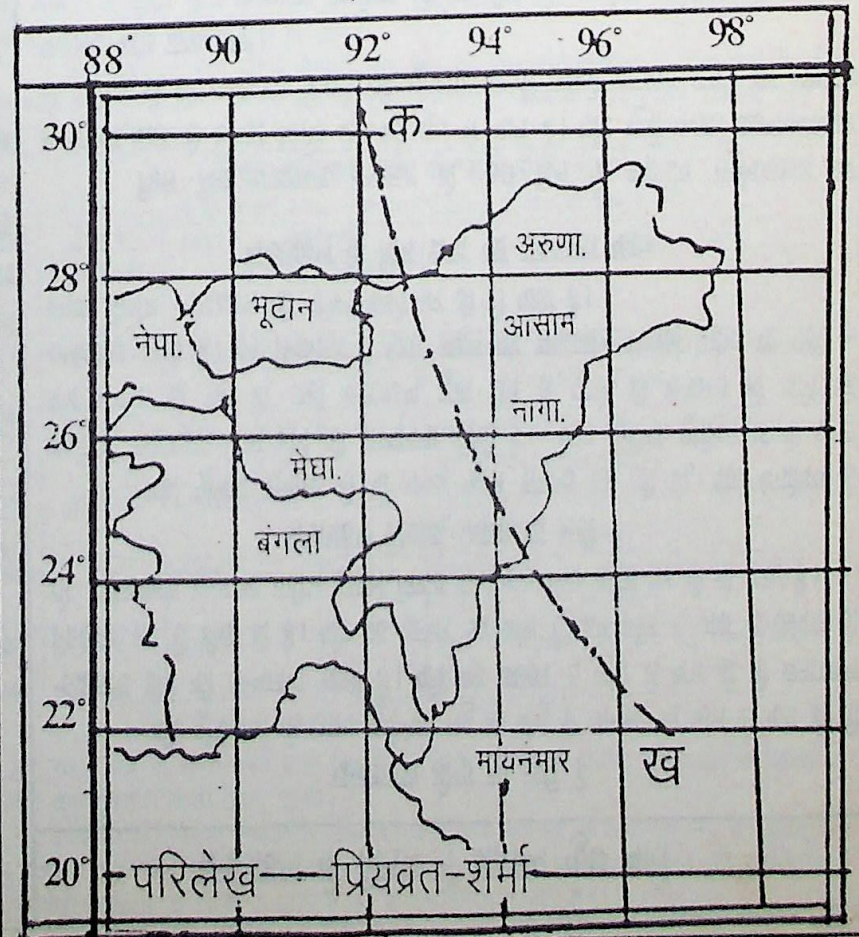 88° 90 92° 94° 96° 98°
30°
क
अरुणा.
28°
भूटान
आसाम
नेपा.
नागा.
26°
मेघा
बंगला
24°
22°
मायनमार
ख
20°
परिलेख प्रियव्रत-शर्मा